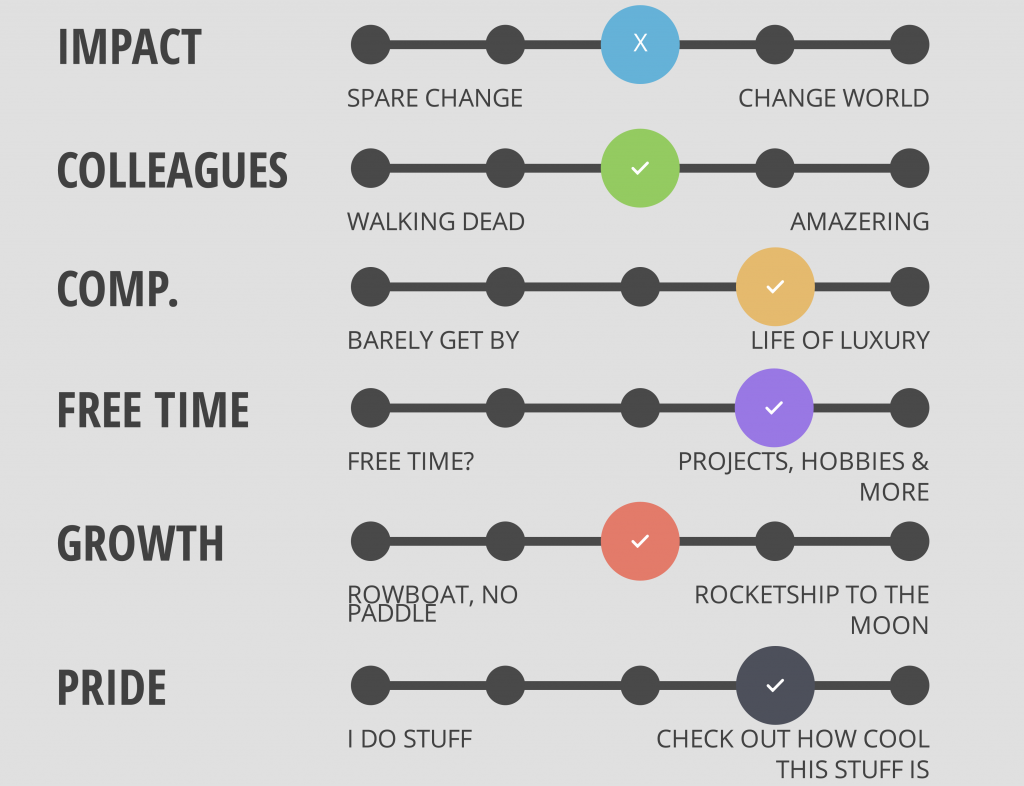 IMPACT
X
SPARE CHANGE
CHANGE WORLD
COLLEAGUES
WALKING DEAD
AMAZERING
COMP.
BARELY GET BY
LIFE OF LUXURY
FREE TIME
FREE TIME?
PROJECTS, HOBBIES &
MORE
GROWTH
ROWBOAT, NO
PADDLE
ROCKETSHIP TO THE
MOON
PRIDE
I DO STUFF
CHECK OUT HOW COOL
THIS STUFF IS